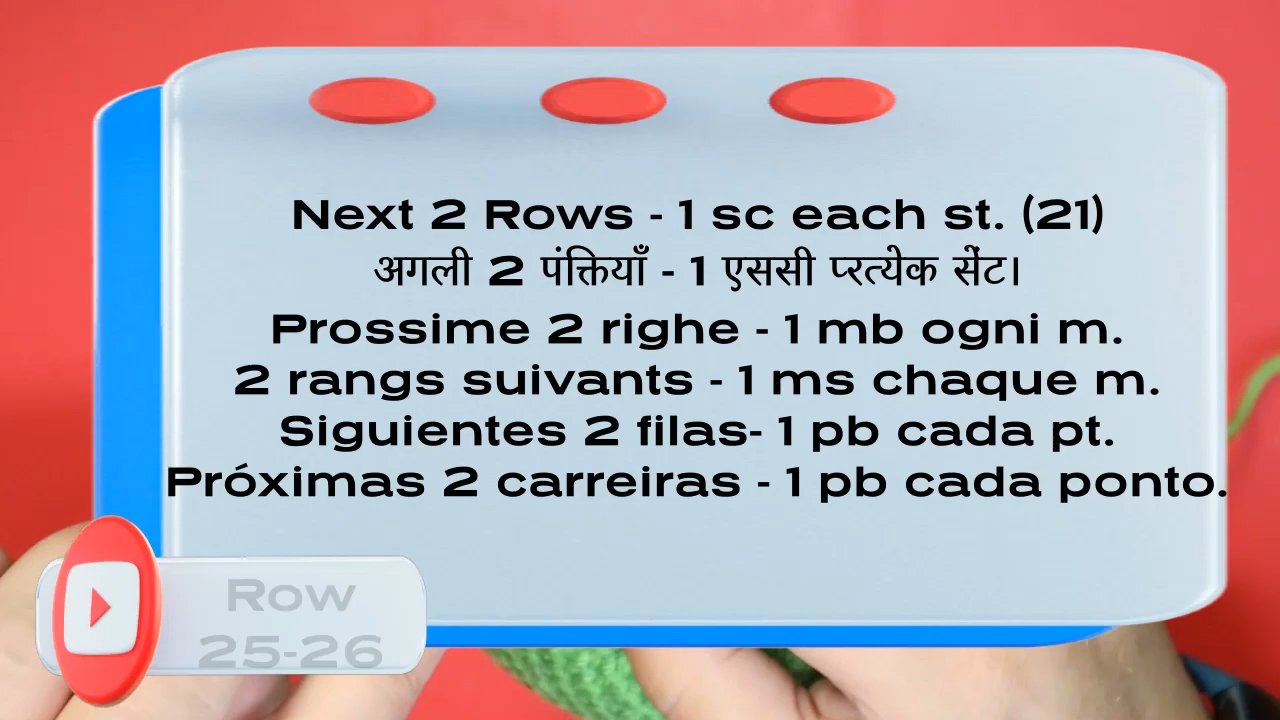 Next 2 Rows - 1 sc each st. (21)
अगली 2 पंक्तियाँ - 1 एससी प्रत्येक सेंट।
Prossime 2 righe - 1 mb ogni m.
2 rangs suivants - 1 ms chaque m.
Siguientes 2 filas- 1 pb cada pt.
Próximas 2 carreiras - 1 pb cada ponto.
Row
25-26